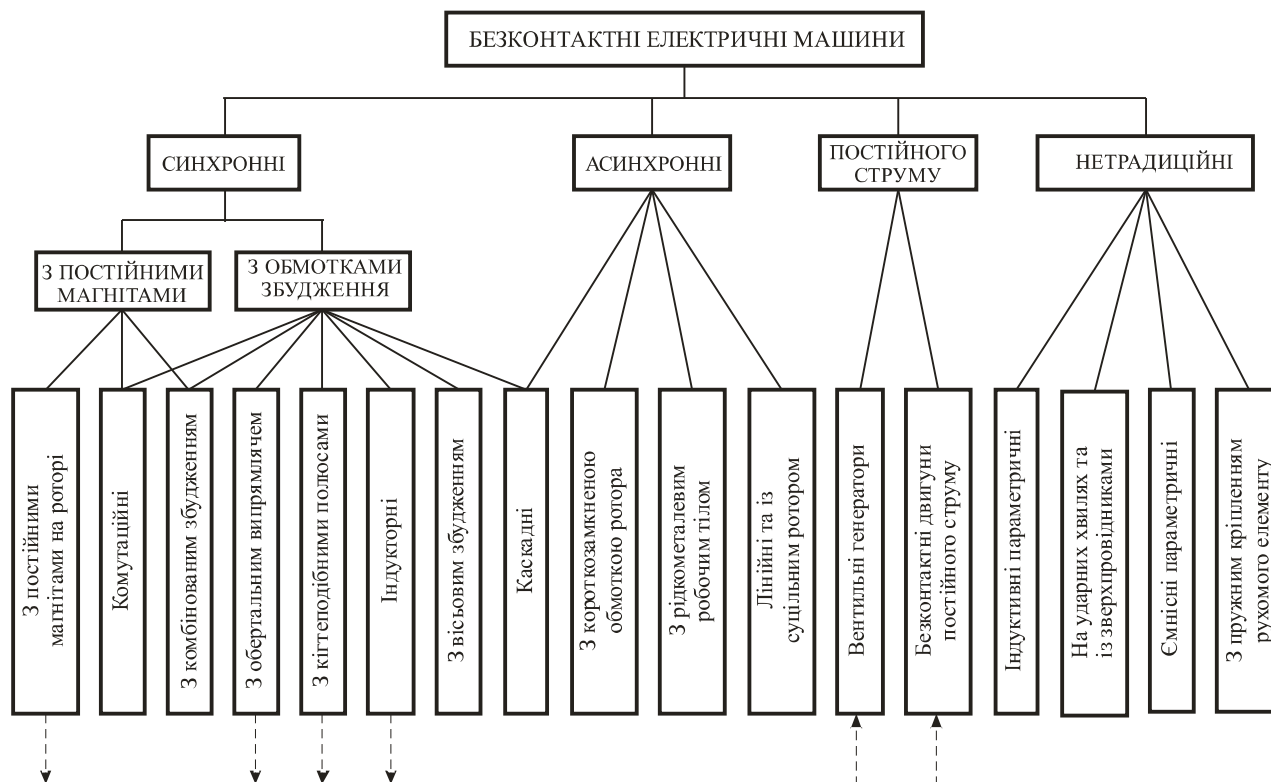 БЕЗКОНТАКТНІ ЕЛЕКТРИЧНІ МАШИНИ
СИНХРОННІ
АСИНХРОННІ
ПОСТІЙНОГО
СТРУМУ
НЕТРАДИЦІЙНІ
З ПОСТІЙНИМИ
МАГНІТАМИ
З ОБМОТКАМИ
ЗБУДЖЕННЯ
З постійними
магнітами на роторі
Комутаційні
З комбінованим збудженням
З обертальним випрямлячем
З кігтеподібними полюсами
Індукторні
З вісьовим збудженням
Каскадні
З короткозамкненою
обмоткою ротора
З рідкометалевим
робочим тілом
Лінійні та із
суцільним ротором
Вентильні генератори
Безконтактні двигуни
постійного струму
Індуктивні параметричні
На ударних хвилях та
із зверхпровідниками
Ємнісні параметричні
З пружним кріпленням
рухомого елементу